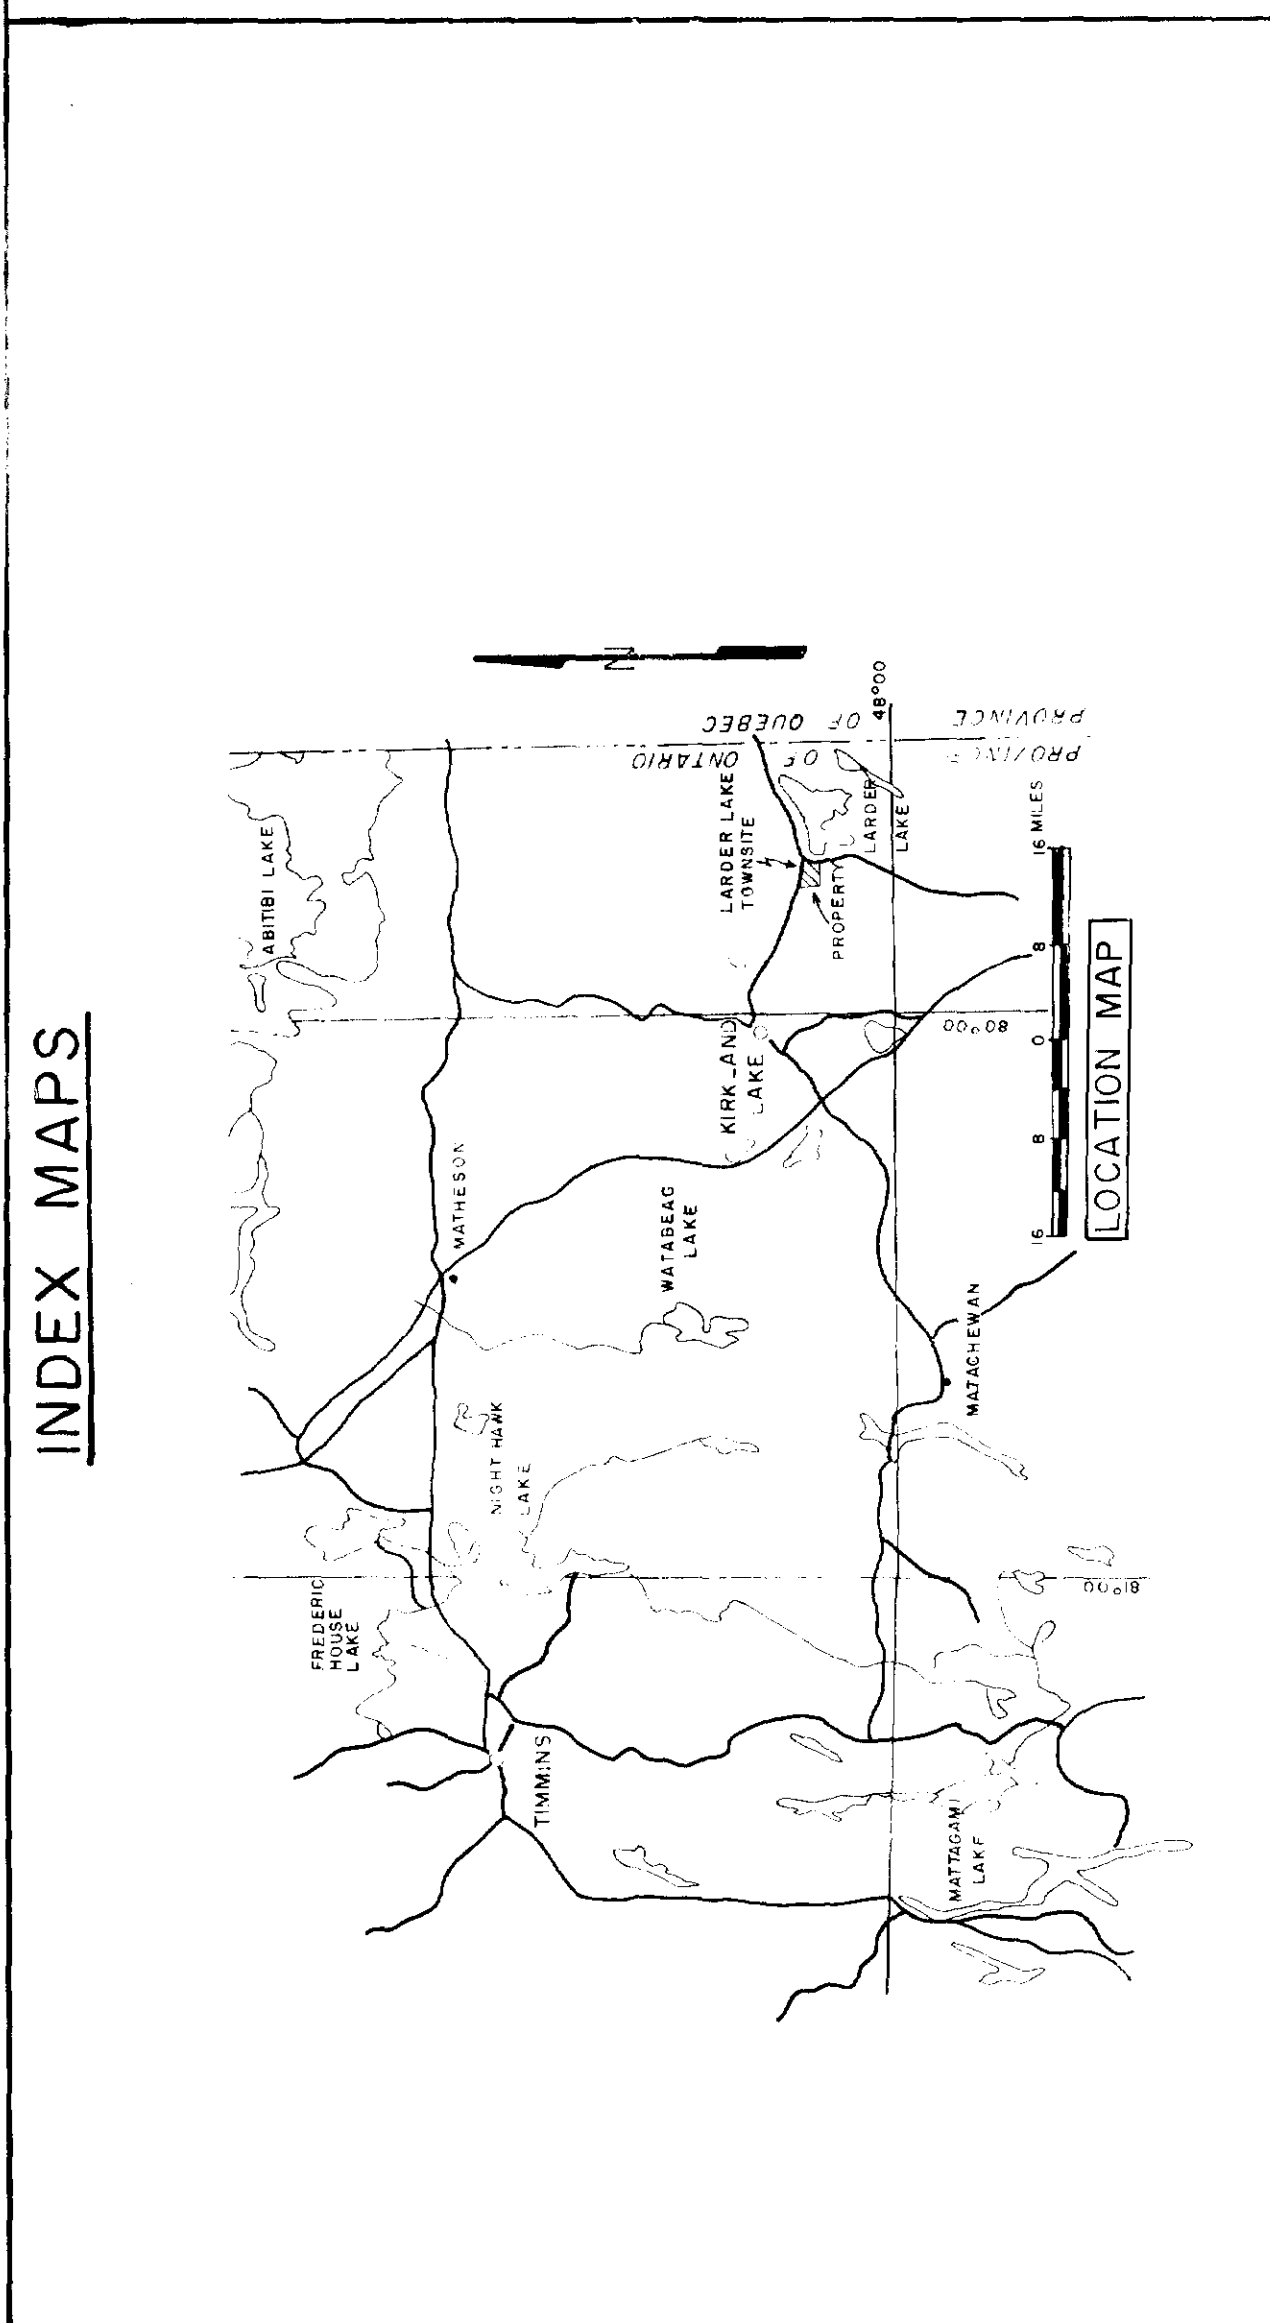 INDEX MAPS
ABITIBI LAKE
FREDERIC
HOUSE
LAKE
MATHESON
NIGHT HAWK
LAKE
TIMMINS
N
WATABEAG
LAKE
KIRK LAND
LAKE
LARDER LAKE
TOWNSITE
PROPERTY
LARDER
LAKE
PROVINCE OF ONTARIO
PROVINCE OF QUEBEC
48°00
80°00
81°00
MATACHEWAN
MATTAGAMI
LAKE
16 8 0 8 16 MILES
LOCATION MAP